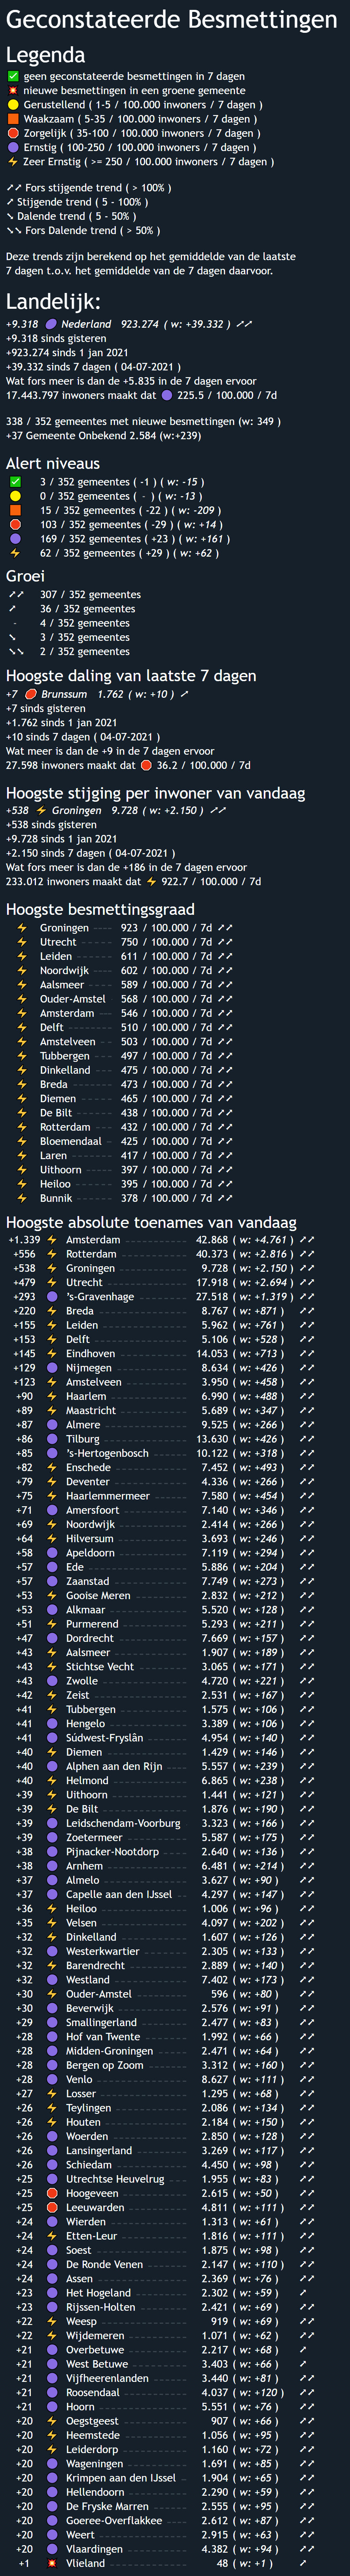 Geconstateerde Besmettingen
Legenda
geen geconstateerde besmettingen in 7 dagen
nieuwe besmettingen in een groene gemeente
Gerustellend ( 1-5 / 100.000 inwoners / 7 dagen )
Waakzaam ( 5-35 / 100.000 inwoners / 7 dagen )
Zorgelijk ( 35-100 / 100.000 inwoners / 7 dagen )
Ernstig ( 100-250 / 100.000 inwoners / 7 dagen )
Zeer Ernstig ( >= 250 / 100.000 inwoners / 7 dagen )
↗↗ Fors stijgende trend ( > 100% )
↗ Stijgende trend ( 5 - 100% )
↘ Dalende trend ( 5 - 50% )
↘↘ Fors Dalende trend ( > 50% )
Deze trends zijn berekend op het gemiddelde van de laatste
7 dagen t.o.v. het gemiddelde van de 7 dagen daarvoor.
Landelijk:
+9.318 Nederland 923.274 ( w: +39.332 ) ↗↗
+9.318 sinds gisteren
+923.274 sinds 1 jan 2021
+39.332 sinds 7 dagen ( 04-07-2021 )
Wat fors meer is dan de +5.835 in de 7 dagen ervoor
17.443.797 inwoners maakt dat 225.5 / 100.000 / 7d
338 / 352 gemeentes met nieuwe besmettingen (w: 349 )
+37 Gemeente Onbekend 2.584 (w:+239)
Alert niveaus
3 / 352 gemeentes ( -1 ) ( w: -15 )
0 / 352 gemeentes ( - ) ( w: -13 )
15 / 352 gemeentes ( -22 ) ( w: -209 )
103 / 352 gemeentes ( -29 ) ( w: +14 )
169 / 352 gemeentes ( +23 ) ( w: +161 )
62 / 352 gemeentes ( +29 ) ( w: +62 )
Groei
↗↗ 307 / 352 gemeentes
↗ 36 / 352 gemeentes
- 4 / 352 gemeentes
↘ 3 / 352 gemeentes
↘↘ 2 / 352 gemeentes
Hoogste daling van laatste 7 dagen
+7 Brunssum 1.762 ( w: +10 ) ↗
+7 sinds gisteren
+1.762 sinds 1 jan 2021
+10 sinds 7 dagen ( 04-07-2021 )
Wat meer is dan de +9 in de 7 dagen ervoor
27.598 inwoners maakt dat 36.2 / 100.000 / 7d
Hoogste stijging per inwoner van vandaag
+538 Groningen 9.728 ( w: +2.150 ) ↗↗
+538 sinds gisteren
+9.728 sinds 1 jan 2021
+2.150 sinds 7 dagen ( 04-07-2021 )
Wat fors meer is dan de +186 in de 7 dagen ervoor
233.012 inwoners maakt dat 922.7 / 100.000 / 7d
Hoogste besmettingsgraad
Groningen 923 / 100.000 / 7d ↗↗
Utrecht 750 / 100.000 / 7d ↗↗
Leiden 611 / 100.000 / 7d ↗↗
Noordwijk 602 / 100.000 / 7d ↗↗
Aalsmeer 589 / 100.000 / 7d ↗↗
Ouder-Amstel 568 / 100.000 / 7d ↗↗
Amsterdam 546 / 100.000 / 7d ↗↗
Delft 510 / 100.000 / 7d ↗↗
Amstelveen 503 / 100.000 / 7d ↗↗
Tubbergen 497 / 100.000 / 7d ↗↗
Dinkelland 475 / 100.000 / 7d ↗↗
Breda 473 / 100.000 / 7d ↗↗
Diemen 465 / 100.000 / 7d ↗↗
De Bilt 438 / 100.000 / 7d ↗↗
Rotterdam 432 / 100.000 / 7d ↗↗
Bloemendaal 425 / 100.000 / 7d ↗↗
Laren 417 / 100.000 / 7d ↗↗
Uithoorn 397 / 100.000 / 7d ↗↗
Heiloo 395 / 100.000 / 7d ↗↗
Bunnik 378 / 100.000 / 7d ↗↗
Hoogste absolute toenames van vandaag
+1.339 Amsterdam 42.868 ( w: +4.761 ) ↗↗
+556 Rotterdam 40.373 ( w: +2.816 ) ↗↗
+538 Groningen 9.728 ( w: +2.150 ) ↗↗
+479 Utrecht 17.918 ( w: +2.694 ) ↗↗
+293 's-Gravenhage 27.518 ( w: +1.319 ) ↗↗
+220 Breda 8.767 ( w: +871 ) ↗↗
+155 Leiden 5.962 ( w: +761 ) ↗↗
+153 Delft 5.106 ( w: +528 ) ↗↗
+145 Eindhoven 14.053 ( w: +713 ) ↗↗
+129 Nijmegen 8.634 ( w: +426 ) ↗↗
+123 Amstelveen 3.950 ( w: +458 ) ↗↗
+90 Haarlem 6.990 ( w: +488 ) ↗↗
+89 Maastricht 5.689 ( w: +347 ) ↗↗
+87 Almere 9.525 ( w: +266 ) ↗↗
+86 Tilburg 13.630 ( w: +426 ) ↗↗
+85 's-Hertogenbosch 10.122 ( w: +318 ) ↗↗
+82 Enschede 7.452 ( w: +493 ) ↗↗
+79 Deventer 4.336 ( w: +266 ) ↗↗
+75 Haarlemmermeer 7.580 ( w: +454 ) ↗↗
+71 Amersfoort 7.140 ( w: +346 ) ↗↗
+69 Noordwijk 2.414 ( w: +266 ) ↗↗
+64 Hilversum 3.693 ( w: +246 ) ↗↗
+58 Apeldoorn 7.119 ( w: +294 ) ↗↗
+57 Ede 5.886 ( w: +204 ) ↗↗
+57 Zaanstad 7.749 ( w: +273 ) ↗↗
+53 Gooise Meren 2.832 ( w: +212 ) ↗↗
+53 Alkmaar 5.520 ( w: +128 ) ↗↗
+51 Purmerend 5.293 ( w: +211 ) ↗↗
+47 Dordrecht 7.669 ( w: +157 ) ↗↗
+43 Aalsmeer 1.907 ( w: +189 ) ↗↗
+43 Stichtse Vecht 3.065 ( w: +171 ) ↗↗
+43 Zwolle 4.720 ( w: +221 ) ↗↗
+42 Zeist 2.531 ( w: +167 ) ↗↗
+41 Tubbergen 1.575 ( w: +106 ) ↗↗
+41 Hengelo 3.389 ( w: +106 ) ↗↗
+41 Súdwest-Fryslân 4.954 ( w: +140 ) ↗↗
+40 Diemen 1.429 ( w: +146 ) ↗↗
+40 Alphen aan den Rijn 5.557 ( w: +239 ) ↗↗
+40 Helmond 6.865 ( w: +238 ) ↗↗
+39 Uithoorn 1.441 ( w: +121 ) ↗↗
+39 De Bilt 1.876 ( w: +190 ) ↗↗
+39 Leidschendam-Voorburg 3.323 ( w: +166 ) ↗↗
+39 Zoetermeer 5.587 ( w: +175 ) ↗↗
+38 Pijnacker-Nootdorp 2.640 ( w: +136 ) ↗↗
+38 Arnhem 6.481 ( w: +214 ) ↗↗
+37 Almelo 3.627 ( w: +90 ) ↗↗
+37 Capelle aan den IJssel 4.297 ( w: +147 ) ↗↗
+36 Heiloo 1.006 ( w: +96 ) ↗↗
+35 Velsen 4.097 ( w: +202 ) ↗↗
+32 Dinkelland 1.607 ( w: +126 ) ↗↗
+32 Westerkwartier 2.305 ( w: +133 ) ↗↗
+32 Barendrecht 2.889 ( w: +140 ) ↗↗
+32 Westland 7.402 ( w: +173 ) ↗↗
+30 Ouder-Amstel 596 ( w: +80 ) ↗↗
+30 Beverwijk 2.576 ( w: +91 ) ↗↗
+29 Smallingerland 2.477 ( w: +83 ) ↗↗
+28 Hof van Twente 1.992 ( w: +66 ) ↗↗
+28 Midden-Groningen 2.471 ( w: +64 ) ↗↗
+28 Bergen op Zoom 3.312 ( w: +160 ) ↗↗
+28 Venlo 8.627 ( w: +111 ) ↗↗
+27 Losser 1.295 ( w: +68 ) ↗↗
+26 Teylingen 2.086 ( w: +134 ) ↗↗
+26 Houten 2.184 ( w: +150 ) ↗↗
+26 Woerden 2.850 ( w: +128 ) ↗↗
+26 Lansingerland 3.269 ( w: +117 ) ↗↗
+26 Schiedam 4.450 ( w: +98 ) ↗↗
+25 Utrechtse Heuvelrug 1.955 ( w: +83 ) ↗↗
+25 Hoogeveen 2.615 ( w: +50 ) ↗↗
+25 Leeuwarden 4.811 ( w: +111 ) ↗↗
+24 Wierden 1.313 ( w: +61 ) ↗↗
+24 Etten-Leur 1.816 ( w: +111 ) ↗↗
+24 Soest 1.875 ( w: +98 ) ↗↗
+24 De Ronde Venen 2.147 ( w: +110 ) ↗↗
+24 Assen 2.369 ( w: +76 ) ↗↗
+23 Het Hogeland 2.302 ( w: +59 ) ↗
+23 Rijssen-Holten 2.421 ( w: +69 ) ↗↗
+22 Weesp 919 ( w: +69 ) ↗↗
+22 Wijdemeren 1.071 ( w: +62 ) ↗↗
+21 Overbetuwe 2.217 ( w: +68 ) ↗
+21 West Betuwe 3.403 ( w: +66 ) ↗
+21 Vijfheerenlanden 3.440 ( w: +81 ) ↗↗
+21 Roosendaal 4.037 ( w: +120 ) ↗↗
+21 Hoorn 5.551 ( w: +76 ) ↗↗
+20 Oegstgeest 907 ( w: +66 ) ↗↗
+20 Heemstede 1.056 ( w: +95 ) ↗↗
+20 Leiderdorp 1.160 ( w: +72 ) ↗↗
+20 Wageningen 1.691 ( w: +85 ) ↗↗
+20 Krimpen aan den IJssel 1.904 ( w: +65 ) ↗↗
+20 Hellendoorn 2.290 ( w: +59 ) ↗↗
+20 De Fryske Marren 2.555 ( w: +95 ) ↗↗
+20 Goeree-Overflakkee 2.612 ( w: +87 ) ↗↗
+20 Weert 2.915 ( w: +63 ) ↗↗
+20 Vlaardingen 4.382 ( w: +94 ) ↗↗
+1 Vlieland 48 ( w: +1 ) ↗